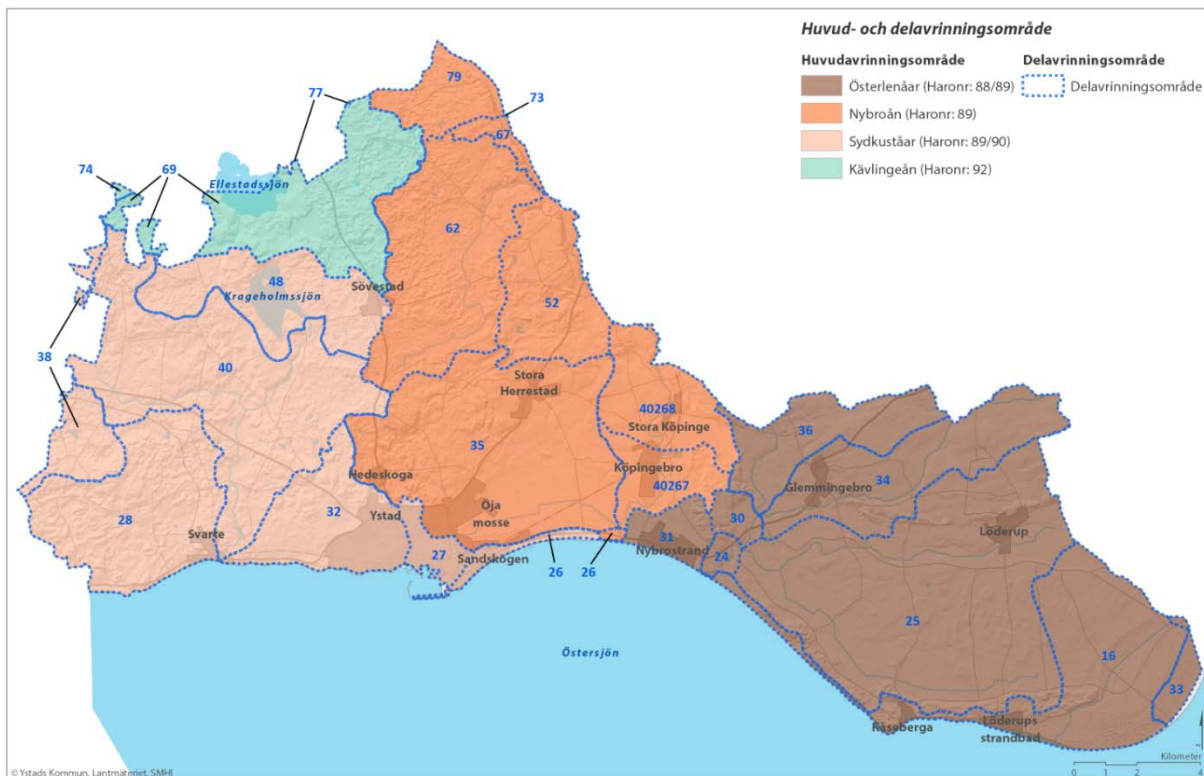 Huvud- och delavrinningsområde
Huvudavrinningsområde
Österlenåar (Haronr: 88/89)
Nybroån (Haronr: 89)
Sydkuståar (Haronr: 89/90)
Kävlingeån (Haronr: 92)
Delavrinningsområde
Delavrinningsområde
79
77
73
67
74
69
Ellestadssjön
62
48
Sövestad
Krageholmssjön
52
38
40
Stora
Herrestad
40268
Stora Köpinge
36
35
Köpingebro
34
Hedeskoga
40267
Glemmingebro
28
32
Ystad
Öja
mosse
30
Löderup
Svarte
31
Nybrostrand
27
Sandskogen
24
26
26
25
Östersjön
16
33
Kåseberga
Löderups
strandbad
Kilometer
0 1 2 4
© Ystads Kommun, Lantmäteriet, SMHI